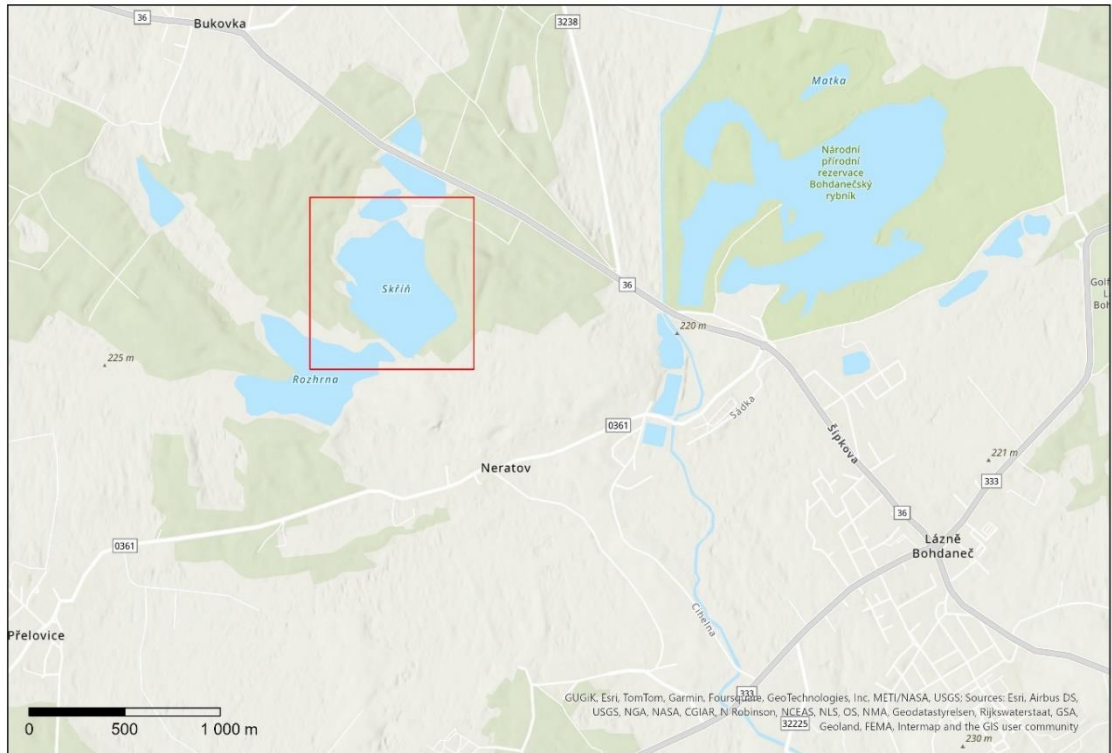 36
Bukovka
3238
Matka
Národní
přírodní
rezervace
Bohdanečský
rybník
Skříň
36
Golf
L
Boh
220 m
225 m
Rozhrna
Sádka
0361
Šípkova
221 m
Neratov
333
36
0361
Lázně
Bohdaneč
Cihelna
Přelovice
333
GUGiK, Esri, TomTom, Garmin, Foursquare, GeoTechnologies, Inc, METI/NASA, USGS; Sources: Esri, Airbus DS,
USGS, NGA, NASA, CGIAR, N Robinson, NCEAS, NLS, OS, NMA, Geodatastyrelsen, Rijkswaterstaat, GSA,
Geoland, FEMA, Intermap and the GIS user community
32225
230 m
0 500 1 000 m